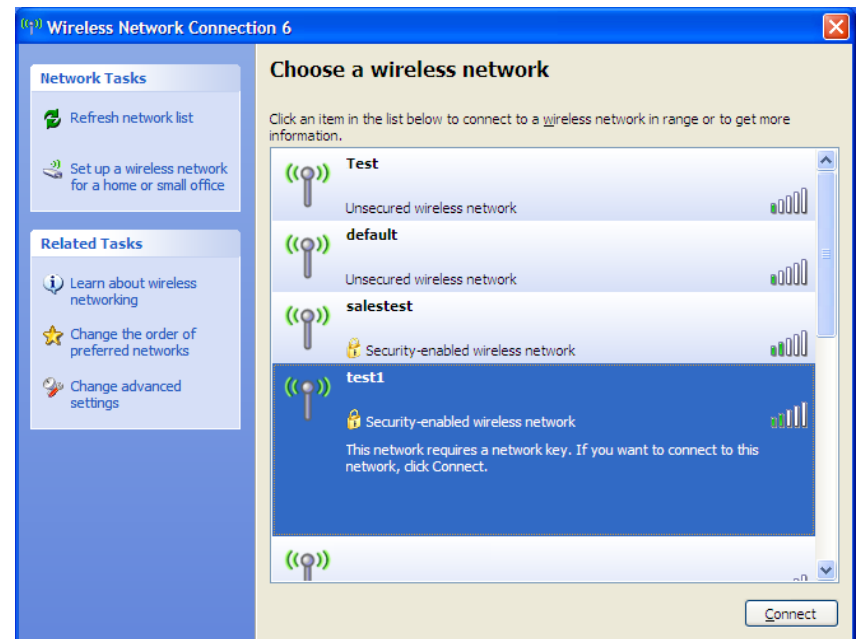 Wireless Network Connection 6
Network Tasks
Refresh network list
Set up a wireless network
for a home or small office
Related Tasks
Learn about wireless
networking
Change the order of
preferred networks
Change advanced
settings
Choose a wireless network
Click an item in the list below to connect to a wireless network in range or to get more
information.
Test
Unsecured wireless network
default
Unsecured wireless network
salestest
Security-enabled wireless network
test1
Security-enabled wireless network
This network requires a network key. If you want to connect to this
network, click Connect.
Connect